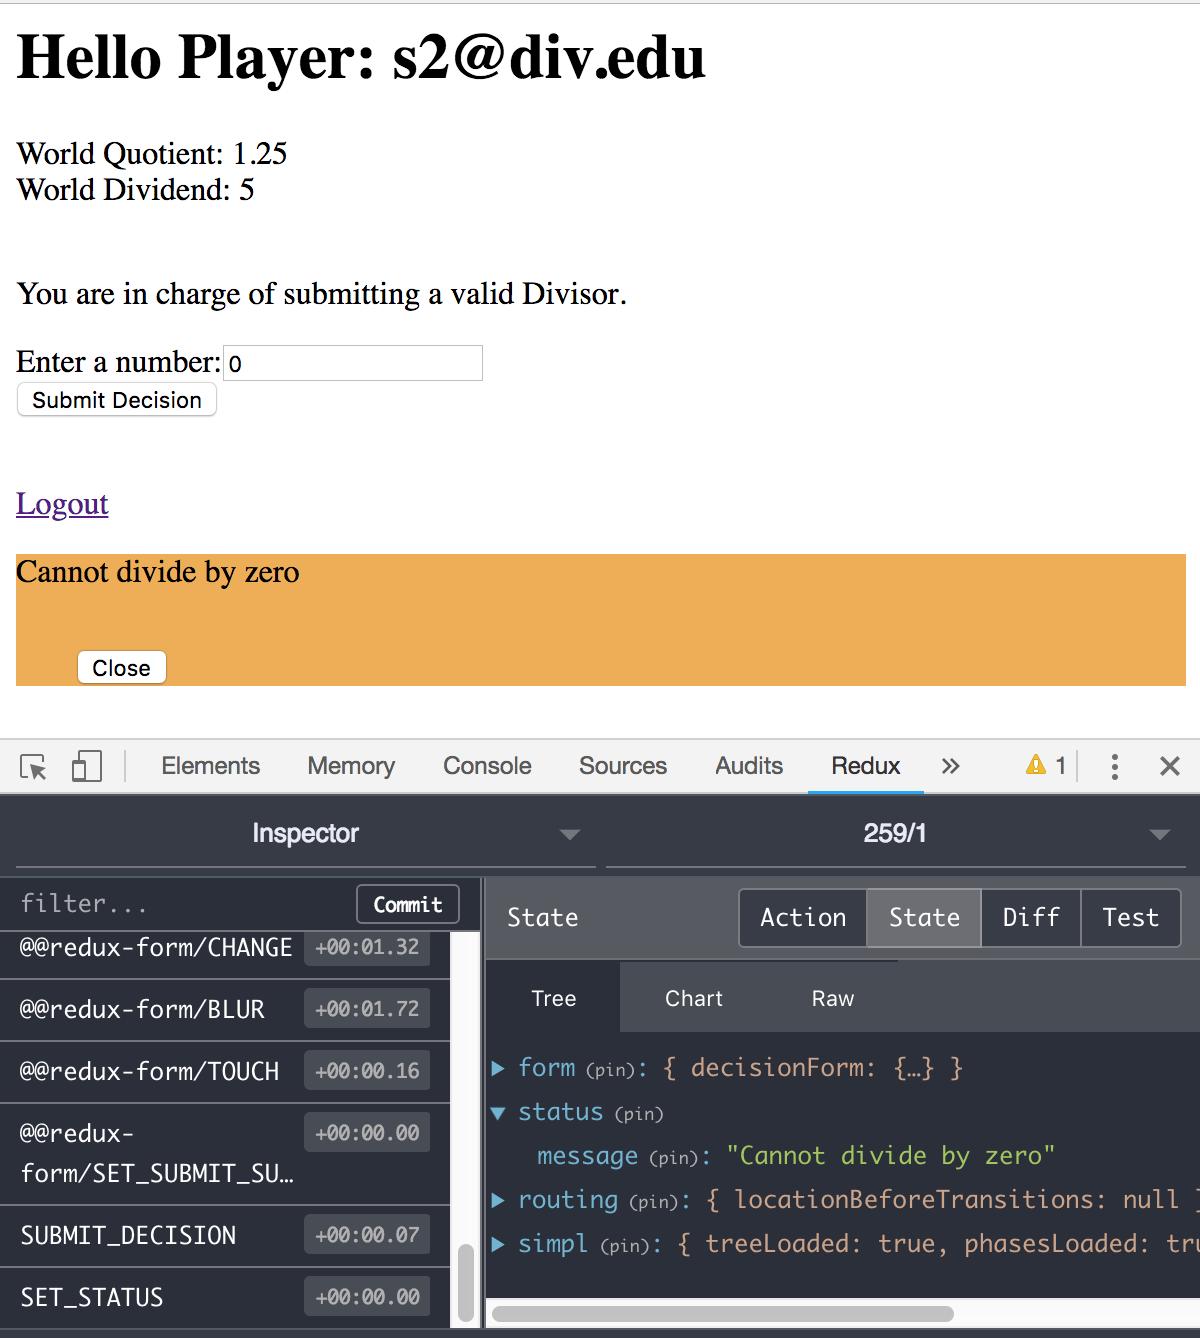 Hello Player: s2@div.edu
World Quotient: 1.25
World Dividend: 5
You are in charge of submitting a valid Divisor.
Enter a number: 0
Submit Decision
Logout
Cannot divide by zero
Close
Elements Memory Console Sources Audits Redux » 1
Inspector 259/1
filter... Commit
@@redux-form/CHANGE +00:01.32
@@redux-form/BLUR +00:01.72
@@redux-form/TOUCH +00:00.16
@@redux- +00:00.00
form/SET_SUBMIT_SU…
SUBMIT_DECISION +00:00.07
SET_STATUS +00:00.00
State Action State Diff Test
Tree Chart Raw
form (pin): { decisionForm: {…} }
status (pin)
message (pin): "Cannot divide by zero"
routing (pin): { locationBeforeTransitions: null }
simpl (pin): { treeLoaded: true, phasesLoaded: tru